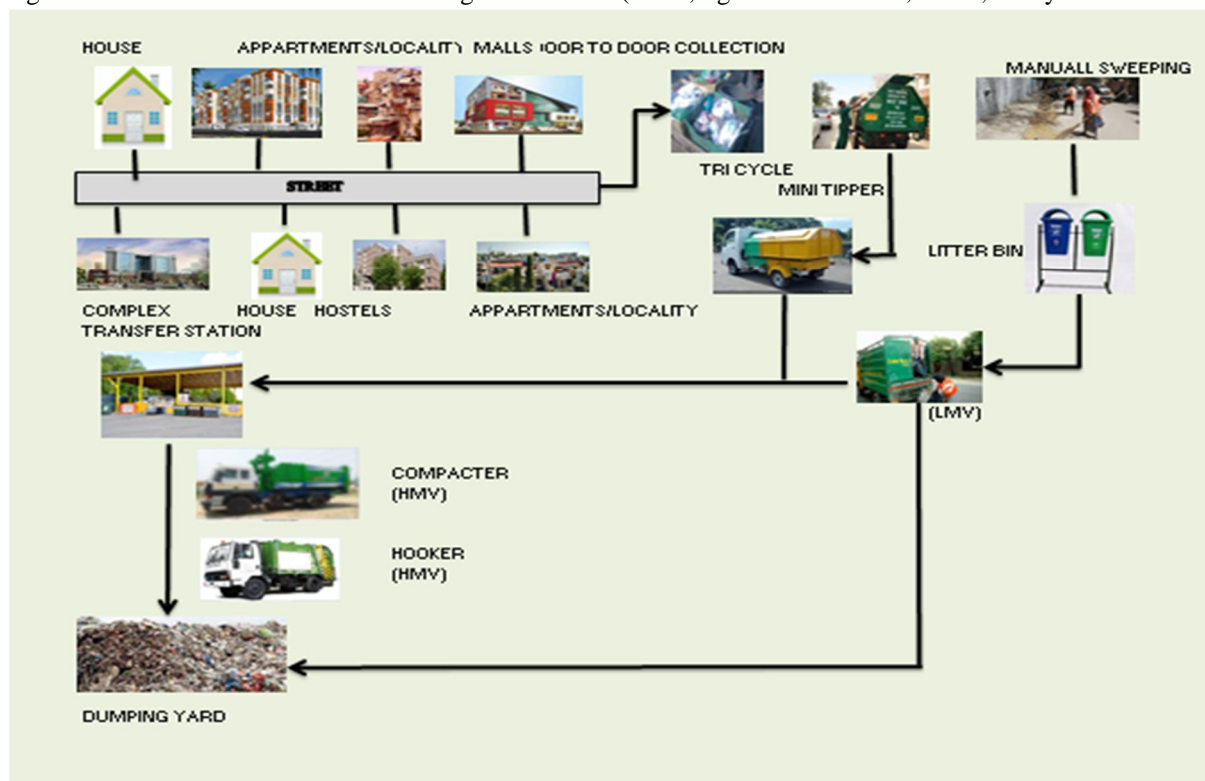 HOUSE
APPARTMENTS/LOCALITY MALLS DOOR TO DOOR COLLECTION
MANUALL SWEEPING
STREET
TRI CYCLE
MINI TIPPER
LITTER BIN
COMPLEX
HOUSE HOSTELS
APPARTMENTS/LOCALITY
TRANSFER STATION
(LMV)
COMPACTER
(HMV)
HOOKER
(HMV)
DUMPING YARD